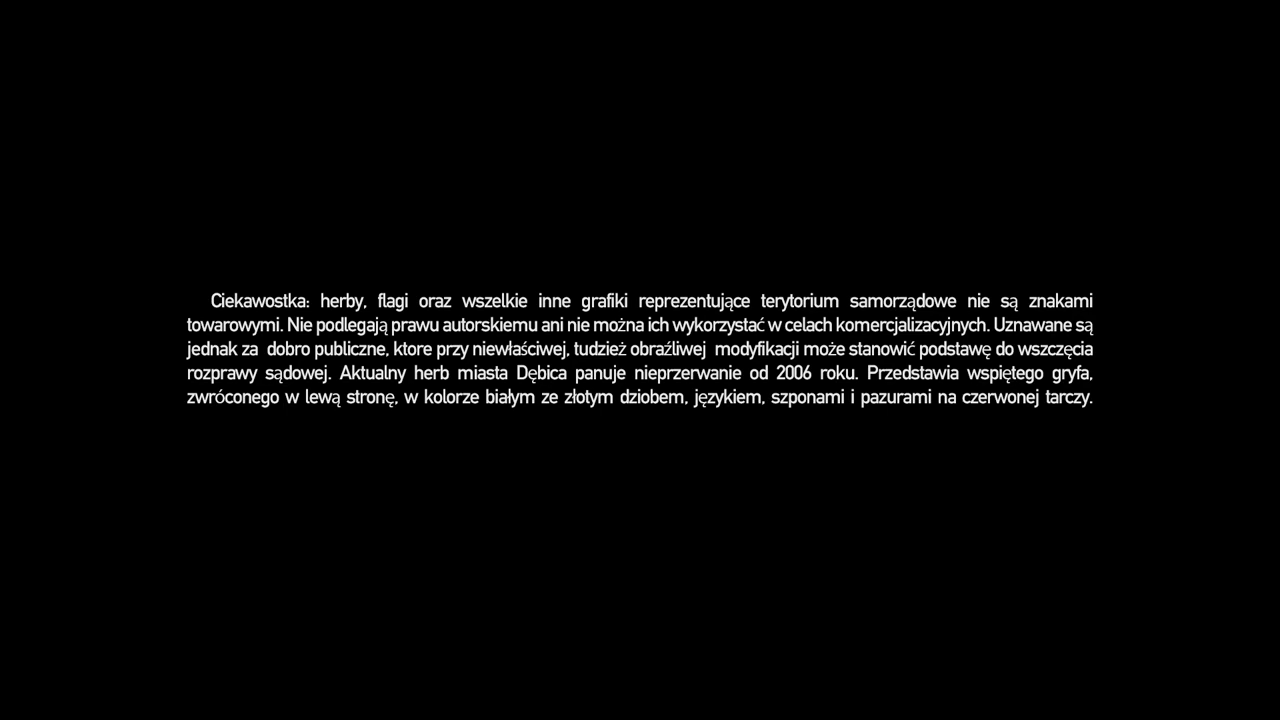 Ciekawostka: herby, flagi oraz wszelkie inne grafiki reprezentujące terytorium samorządowe nie są znakami
towarowymi. Nie podlegają prawu autorskiemu ani nie można ich wykorzystać w celach komercjalizacyjnych. Uznawane są
jednak za dobro publiczne, ktore przy niewłaściwej, tudzież obraźliwej modyfikacji może stanowić podstawę do wszczęcia
rozprawy sądowej. Aktualny herb miasta Dębica panuje nieprzerwanie od 2006 roku. Przedstawia wspiętego gryfa,
zwróconego w lewą stronę, w kolorze białym ze złotym dziobem, językiem, szponami i pazurami na czerwonej tarczy.